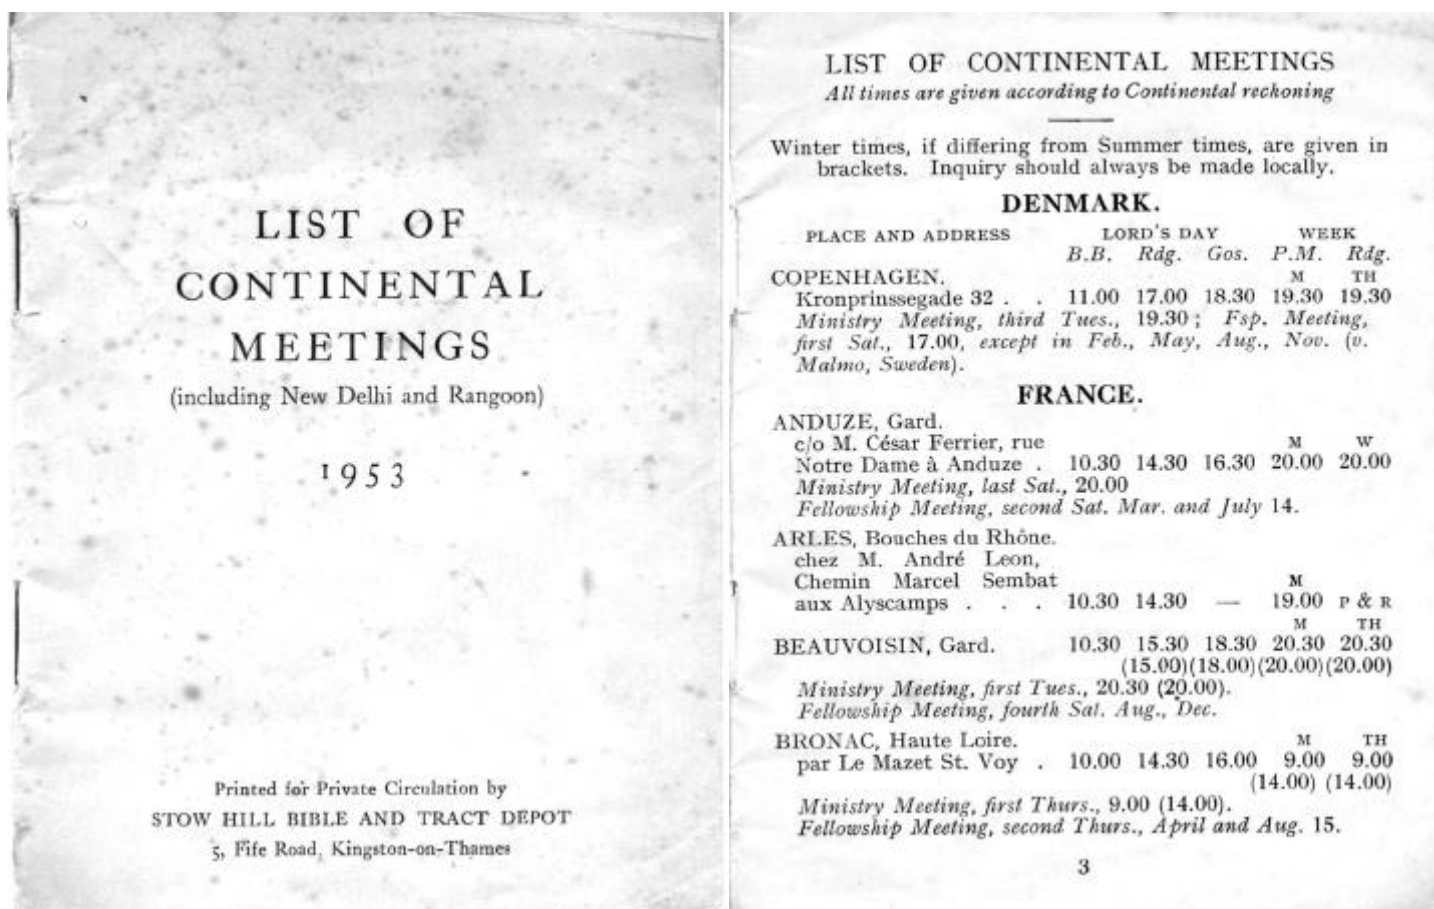 LIST OF
CONTINENTAL
MEETINGS
(including New Delhi and Rangoon)
1953
Printed for Private Circulation by
STOW HILL BIBLE AND TRACT DEPOT
5, Fife Road, Kingston-on-Thames
LIST OF CONTINENTAL MEETINGS
All times are given according to Continental reckoning
Winter times, if differing from Summer times, are given in
brackets. Inquiry should always be made locally.
DENMARK.
PLACE AND ADDRESS LORD'S DAY WEEK
B.B. Rdg. Gos. P.M. Rdg.
COPENHAGEN. M TH
Kronprinssegade 32 . . 11.00 17.00 18.30 19.30 19.30
Ministry Meeting, third Tues., 19.30 ; Fsp. Meeting,
first Sat., 17.00, except in Feb., May, Aug., Nov. (v.
Malmo, Sweden).
FRANCE.
ANDUZE, Gard.
c/o M. César Ferrier, rue M W
Notre Dame à Anduze . 10.30 14.30 16.30 20.00 20.00
Ministry Meeting, last Sat., 20.00
Fellowship Meeting, second Sat. Mar. and July 14.
ARLES, Bouches du Rhône.
chez M. André Leon,
Chemin Marcel Sembat M
aux Alyscamps . . . 10.30 14.30 — 19.00 P & R
M TH
BEAUVOISIN, Gard. 10.30 15.30 18.30 20.30 20.30
(15.00)(18.00)(20.00)(20.00)
Ministry Meeting, first Tues., 20.30 (20.00).
Fellowship Meeting, fourth Sat. Aug., Dec.
BRONAC, Haute Loire. M TH
par Le Mazet St. Voy . 10.00 14.30 16.00 9.00 9.00
(14.00) (14.00)
Ministry Meeting, first Thurs., 9.00 (14.00).
Fellowship Meeting, second Thurs., April and Aug. 15.
3